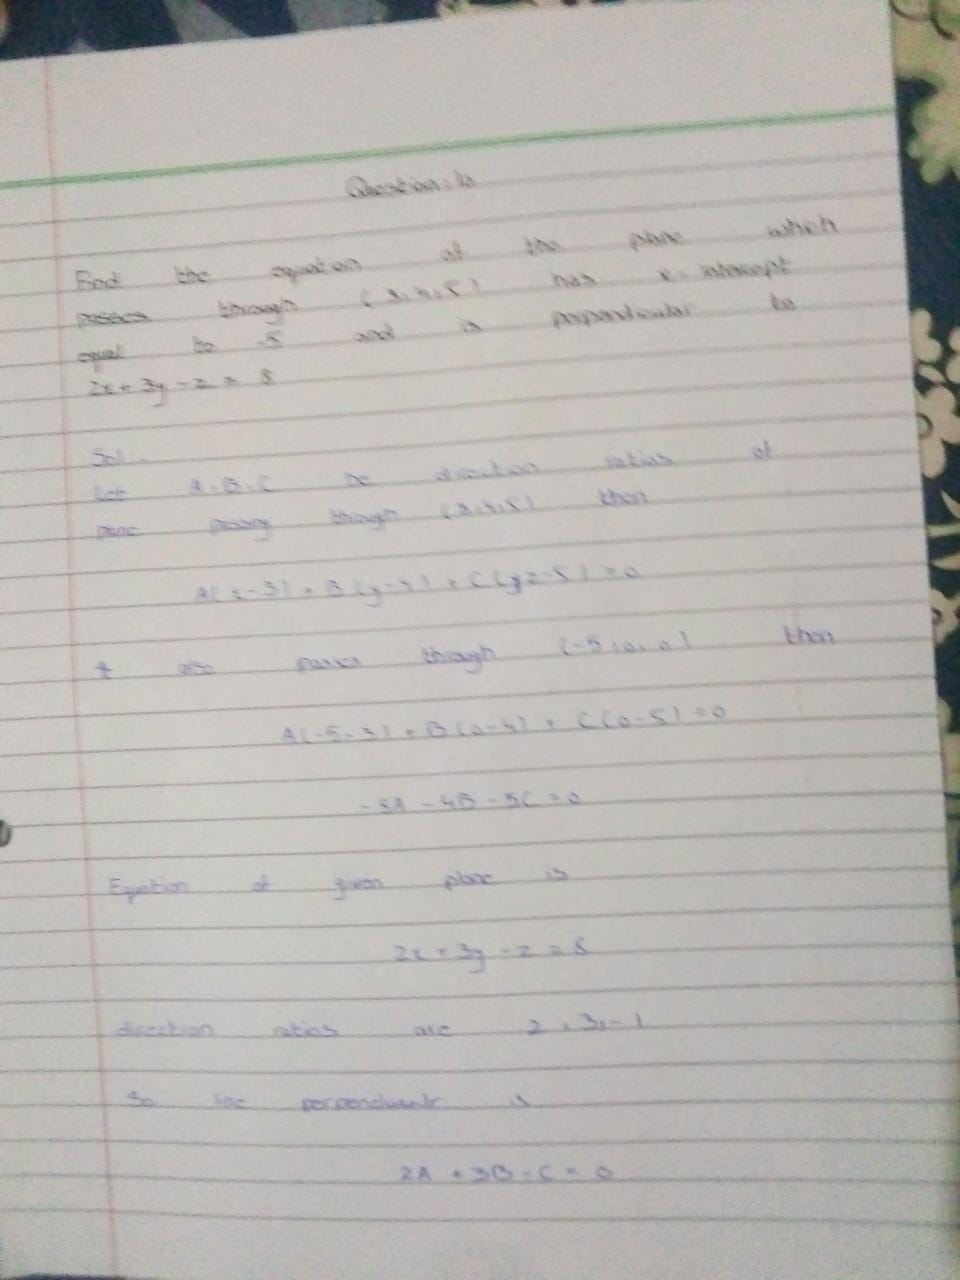 Question: 10
Find the equation of the plane which
passes through (3,4,5) has x-intercept
equal to -5 and is perpendicular to
2x + 3y - z = 8
Sol
Let A, B, C be direction ratios of
plane passing through (3,4,5) then
A(x-3) + B(y-4) + C(z-5) = 0
It also passes through (-5, 0, 0) then
A(-5-3) + B(0-4) + C(0-5) = 0
-8A - 4B - 5C = 0
Equation of given plane is
2x + 3y - z = 8
direction ratios are 2, 3, -1
So line perpendicular is
2A + 3B - C = 0